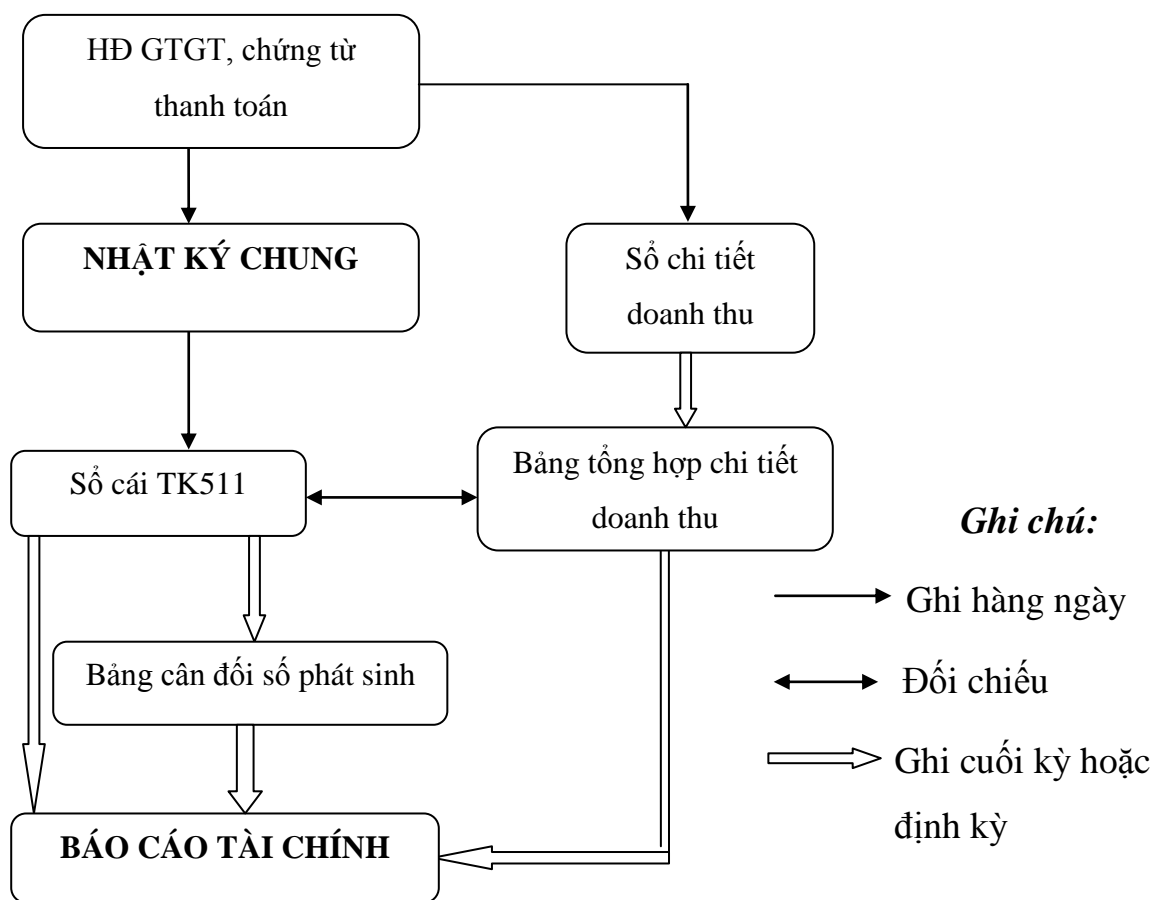 HĐ GTGT, chứng từ
thanh toán
NHẬT KÝ CHUNG
Sổ chi tiết
doanh thu
Sổ cái TK511
Bảng tổng hợp chi tiết
doanh thu
Bảng cân đối số phát sinh
BÁO CÁO TÀI CHÍNH
Ghi chú:
Ghi hàng ngày
Đối chiếu
Ghi cuối kỳ hoặc
định kỳ